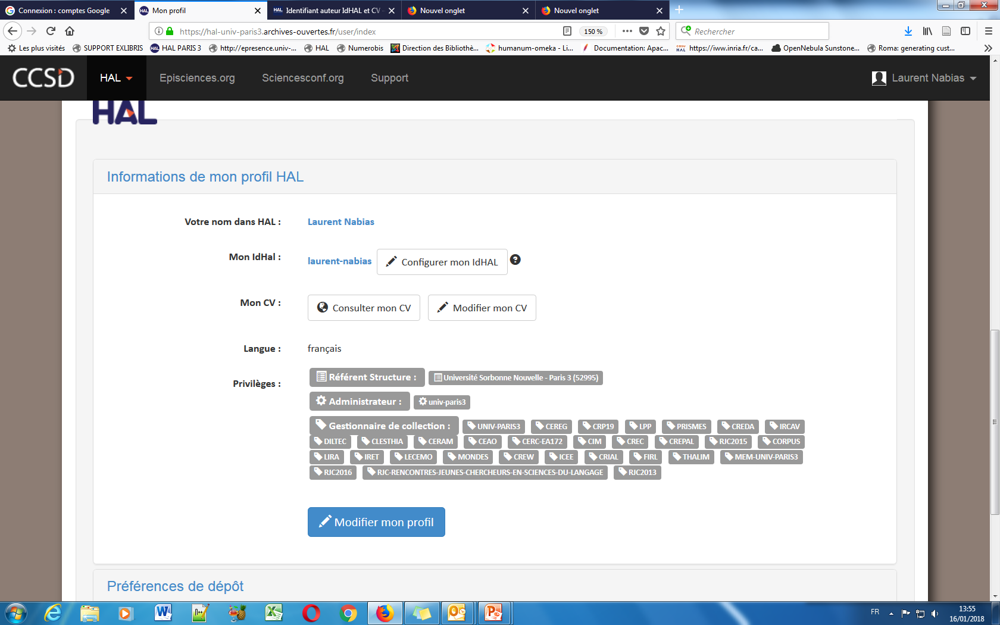 Connexion : comptes Google
Mon profil
Identifiant auteur IdHAL et CV
Nouvel onglet
Nouvel onglet
https://hal-univ-paris3.archives-ouvertes.fr/user/index
150 %
Rechercher
Les plus visités
SUPPORT EXLIBRIS
HAL PARIS 3
http://epresence.univ-...
HAL
Numerobis
Direction des Bibliothè...
humanum-omeka - Li...
Documentation: Apac...
https://iww.inria.fr/ca...
OpenNebula Sunstone...
Roma: generating cust...
CCSD
HAL
Episciences.org
Sciencesconf.org
Support
Laurent Nabias
HAL
Informations de mon profil HAL
Votre nom dans HAL : Laurent Nabias
Mon IdHal : laurent-nabias Configurer mon IdHAL
Mon CV : Consulter mon CV Modifier mon CV
Langue : français
Privilèges : Référent Structure : Université Sorbonne Nouvelle - Paris 3 (52995)
Administrateur : univ-paris3
Gestionnaire de collection : UNIV-PARIS3 CEREG CRP19 LPP PRISMES CREDA IRCAV
DILTEC CLESTHIA CERAM CEAO CERC-EA172 CIM CREC CREPAL RJC2015 CORPUS
LIRA IRET LECEMO MONDES CREW ICEE CRIAL FIRL THALIM MEM-UNIV-PARIS3
RJC2016 RJC-RENCONTRES-JEUNES-CHERCHEURS-EN-SCIENCES-DU-LANGAGE RJC2013
Modifier mon profil
Préférences de dépôt
FR
13:55
16/01/2018